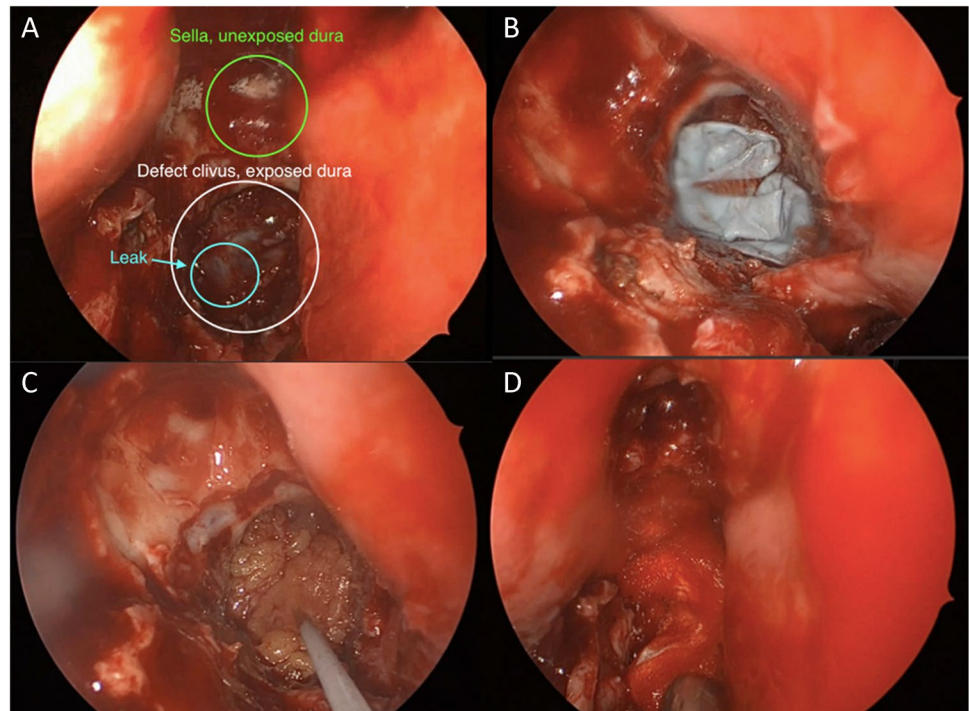 A
Sella, unexposed dura
Defect clivus, exposed dura
Leak
B
C
D